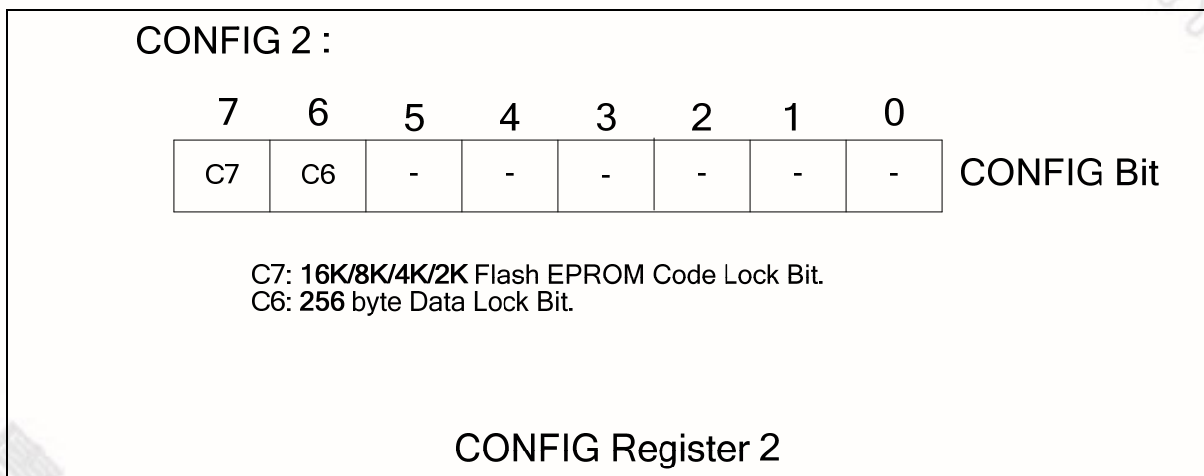 CONFIG 2 :
7 6 5 4 3 2 1 0
C7 C6 - - - - - - CONFIG Bit
C7: 16K/8K/4K/2K Flash EPROM Code Lock Bit.
C6: 256 byte Data Lock Bit.
CONFIG Register 2